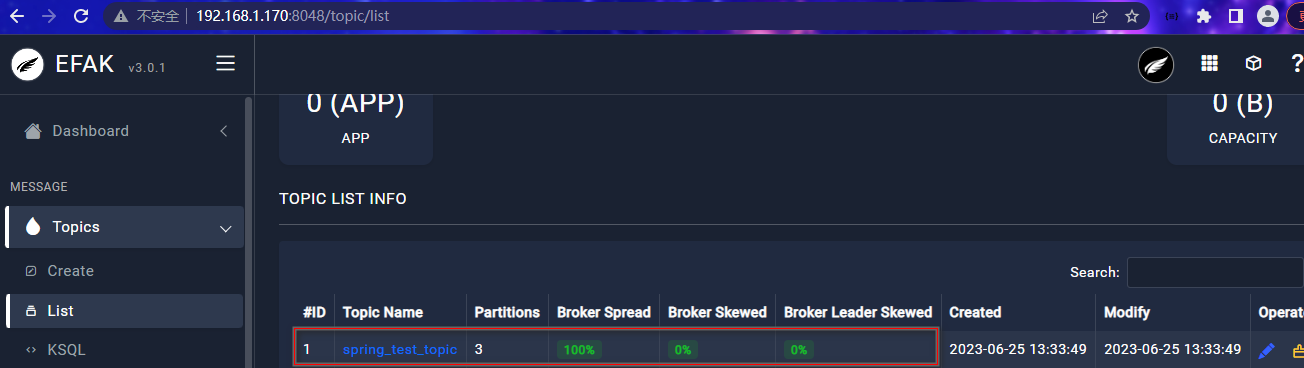 不安全 192.168.1.170:8048/topic/list
EFAK v3.0.1
Dashboard
MESSAGE
Topics
Create
List
KSQL
0 (APP)
APP
0 (B)
CAPACITY
TOPIC LIST INFO
Search:
#ID Topic Name Partitions Broker Spread Broker Skewed Broker Leader Skewed Created Modify Operate
1 spring_test_topic 3 100% 0% 0% 2023-06-25 13:33:49 2023-06-25 13:33:49